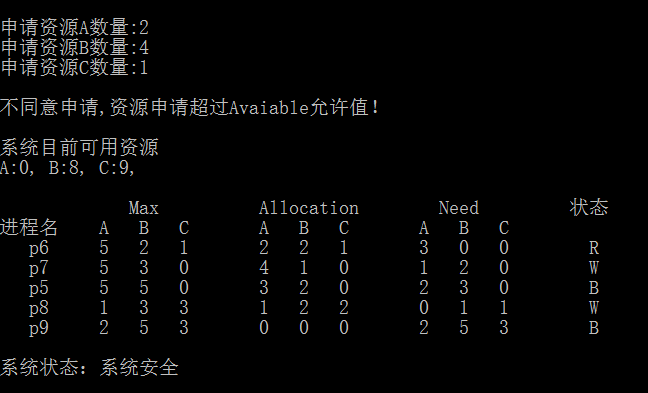 申请资源A数量:2
申请资源B数量:4
申请资源C数量:1
不同意申请,资源申请超过Avaiable允许值!
系统目前可用资源
A:0, B:8, C:9,
Max Allocation Need 状态
进程名 A B C A B C A B C
p6 5 2 1 2 2 1 3 0 0 R
p7 5 3 0 4 1 0 1 2 0 W
p5 5 5 0 3 2 0 2 3 0 B
p8 1 3 3 1 2 2 0 1 1 W
p9 2 5 3 0 0 0 2 5 3 B
系统状态: 系统安全